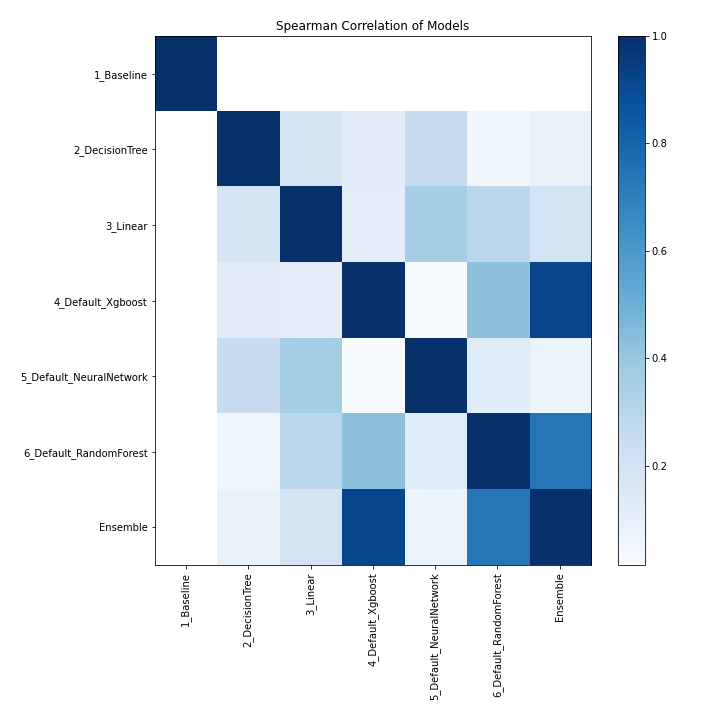 Spearman Correlation of Models
1_Baseline
2_DecisionTree
3_Linear
4_Default_Xgboost
5_Default_NeuralNetwork
6_Default_RandomForest
Ensemble
1_Baseline
2_DecisionTree
3_Linear
4_Default_Xgboost
5_Default_NeuralNetwork
6_Default_RandomForest
Ensemble
1.0
0.8
0.6
0.4
0.2